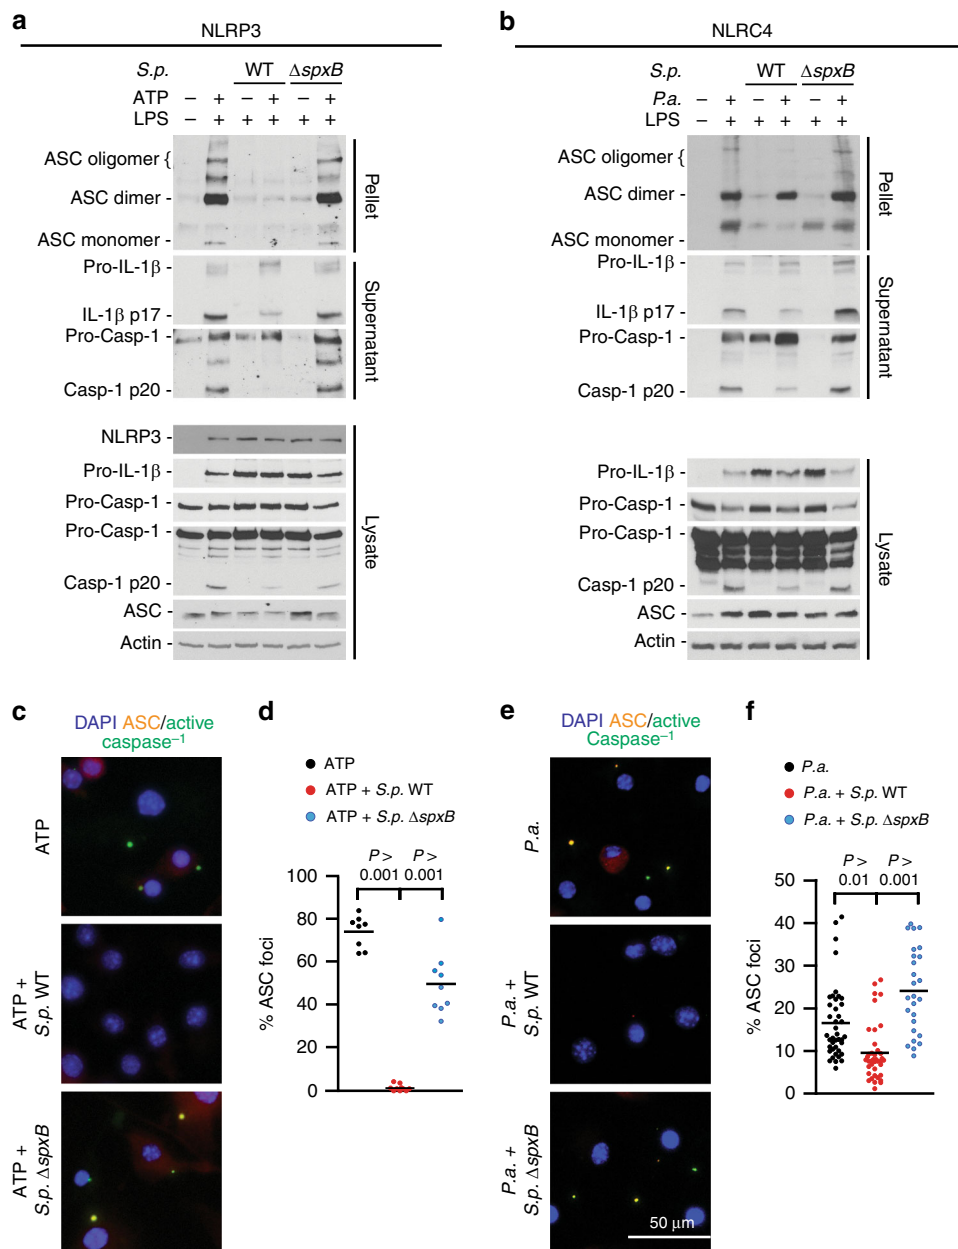 a
NLRP3
S.p. WT ΔspxB
ATP − + − + − +
LPS − + + + + +
ASC oligomer {
ASC dimer -
ASC monomer -
Pellet
Pro-IL-1β -
IL-1β p17 -
Pro-Casp-1 -
Casp-1 p20 -
Supernatant
NLRP3 -
Pro-IL-1β -
Pro-Casp-1 -
Pro-Casp-1 -
Casp-1 p20 -
ASC -
Actin -
Lysate
b
NLRC4
S.p. WT ΔspxB
P.a. − + − + − +
LPS − + + + + +
ASC oligomer {
ASC dimer -
ASC monomer -
Pellet
Pro-IL-1β -
IL-1β p17 -
Pro-Casp-1 -
Casp-1 p20 -
Supernatant
Pro-IL-1β -
Pro-Casp-1 -
Pro-Casp-1 -
Casp-1 p20 -
ASC -
Actin -
Lysate
c
DAPI ASC/active
caspase−1
ATP
ATP +
S.p. WT
ATP +
S.p. ΔspxB
d
ATP
ATP + S.p. WT
ATP + S.p. ΔspxB
P > P >
0.001 0.001
% ASC foci
100
80
60
40
20
0
e
DAPI ASC/active
Caspase−1
P.a.
P.a. +
S.p. WT
P.a. +
S.p. ΔspxB
50 μm
f
P.a.
P.a. + S.p. WT
P.a. + S.p. ΔspxB
P > P >
0.01 0.001
% ASC foci
50
40
30
20
10
0